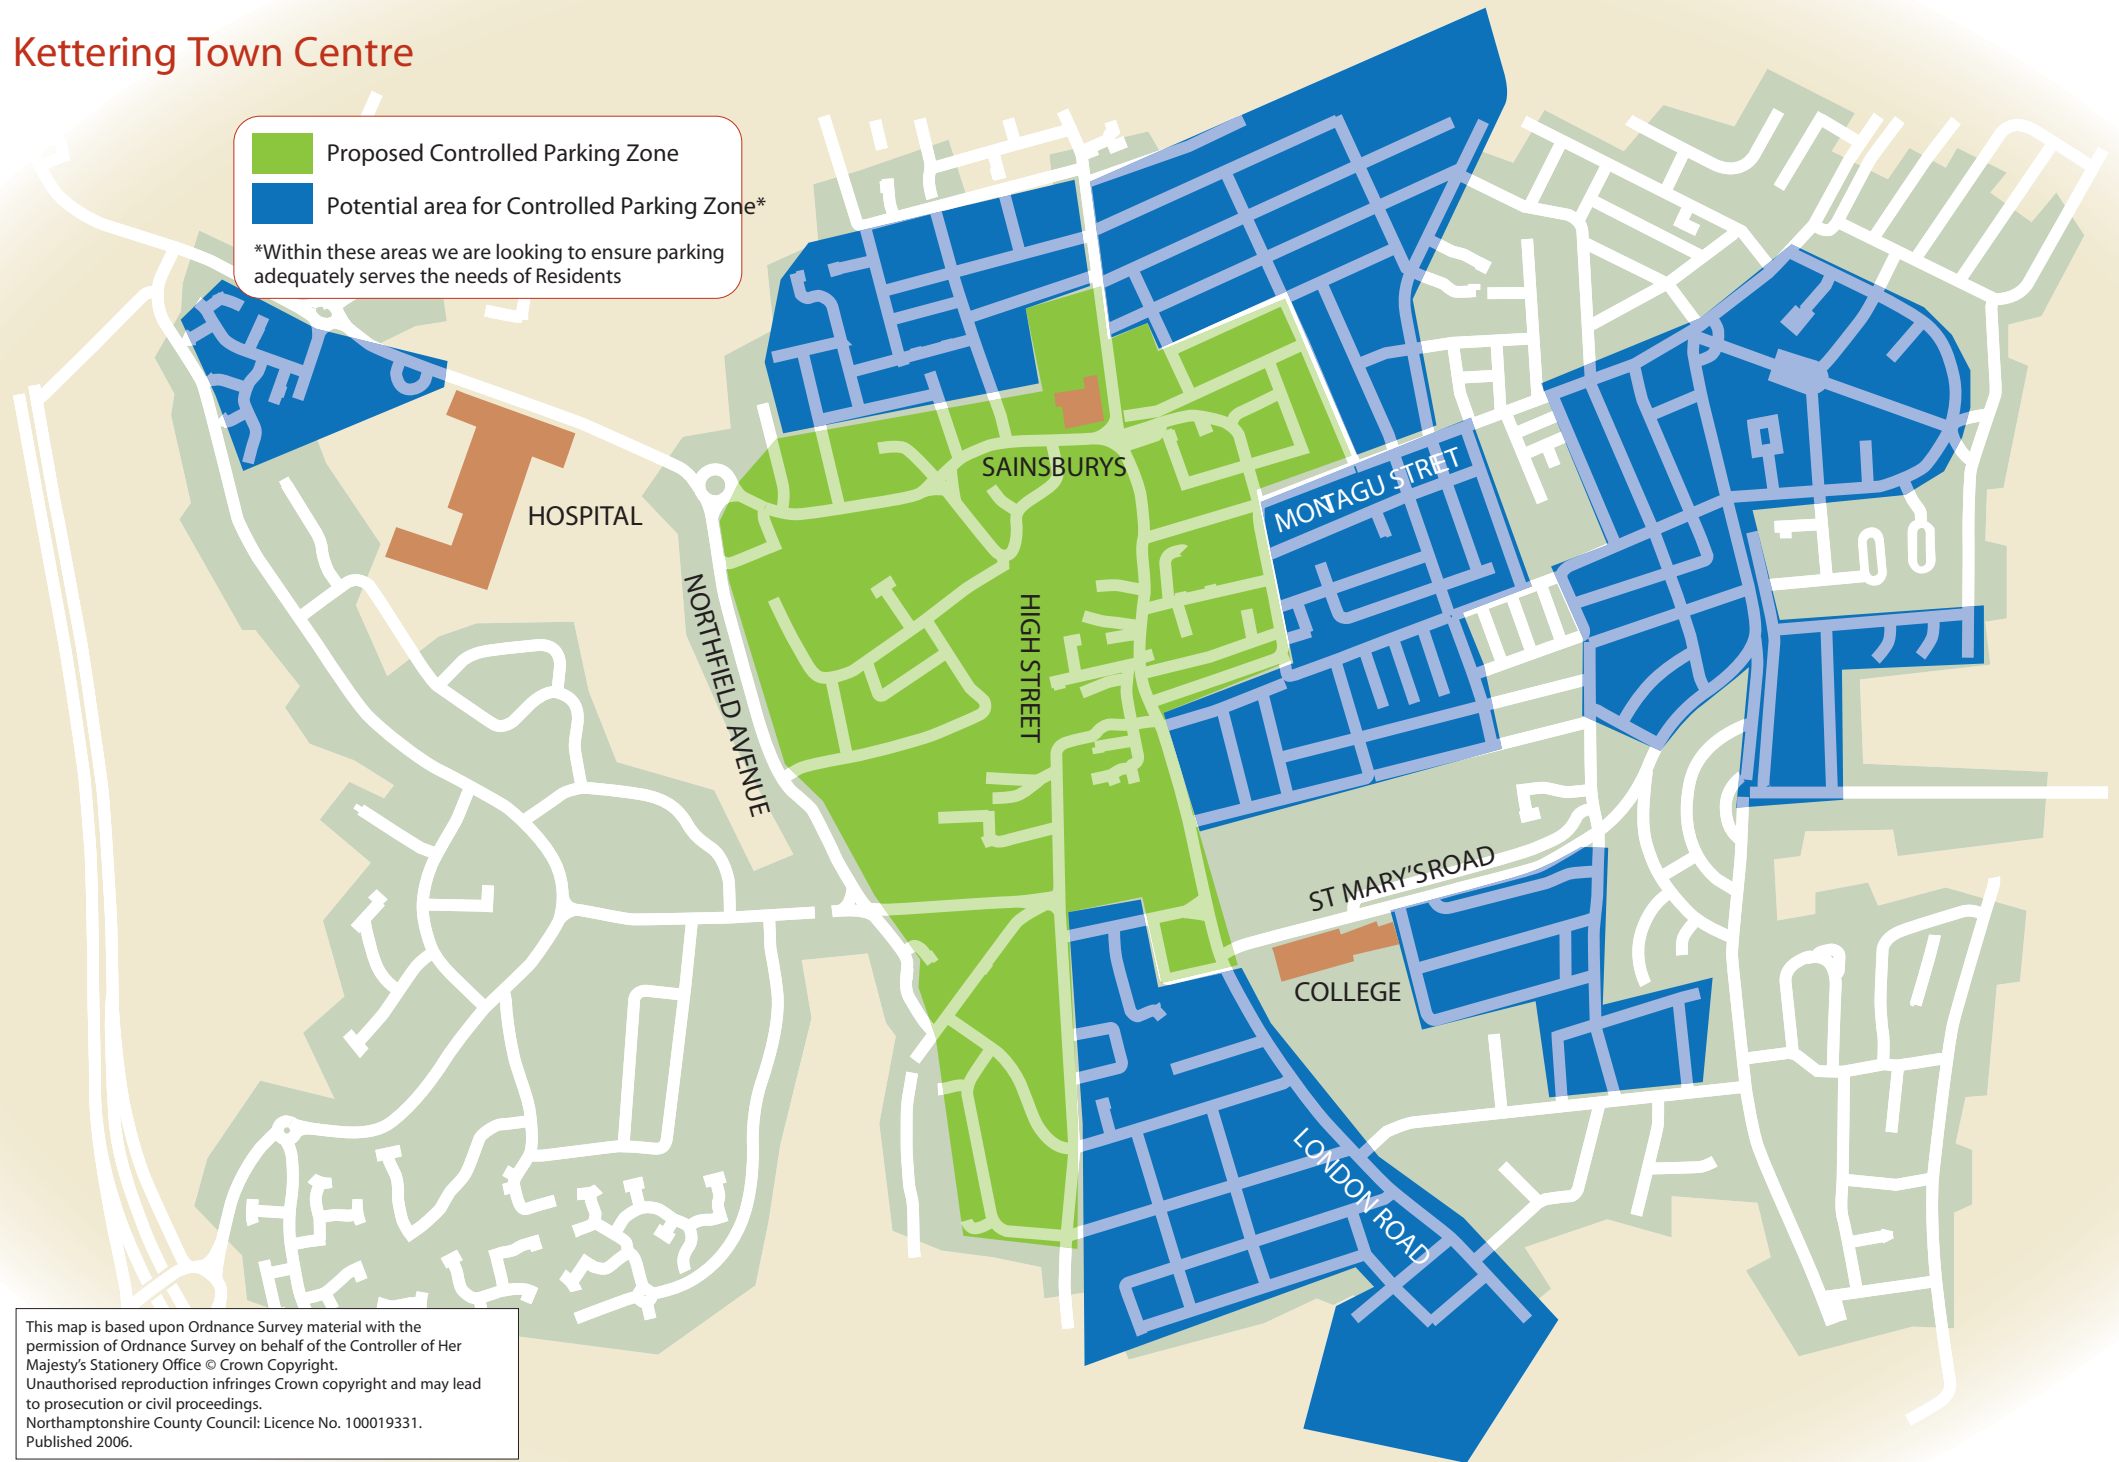 Kettering Town Centre
Proposed Controlled Parking Zone
Potential area for Controlled Parking Zone*
*Within these areas we are looking to ensure parking
adequately serves the needs of Residents
SAINSBURYS
HOSPITAL
MONTAGU STRET
NORTHFIELD AVENUE
HIGH STREET
ST MARY'S ROAD
COLLEGE
LONDON ROAD
This map is based upon Ordnance Survey material with the
permission of Ordnance Survey on behalf of the Controller of Her
Majesty's Stationery Office © Crown Copyright.
Unauthorised reproduction infringes Crown copyright and may lead
to prosecution or civil proceedings.
Northamptonshire County Council: Licence No. 100019331.
Published 2006.